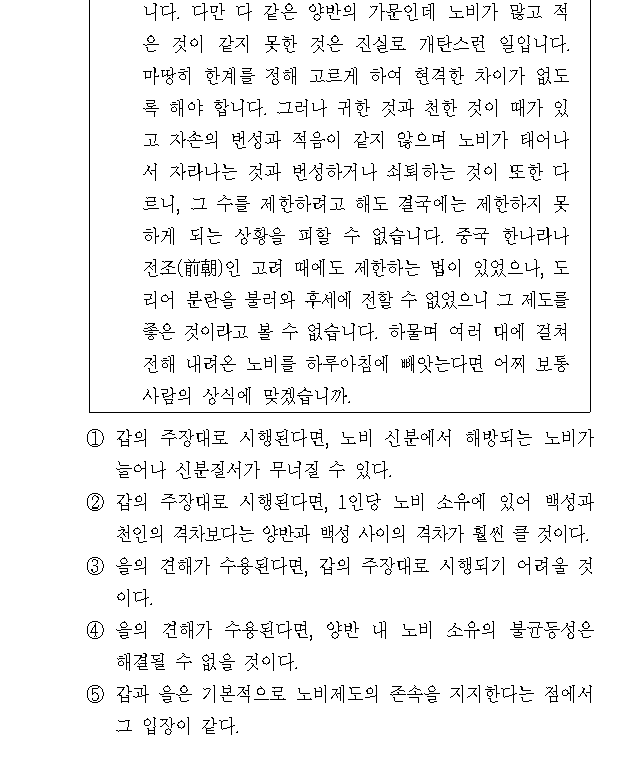 니다. 다만 다 같은 양반의 가문인데 노비가 많고 적
은 것이 같지 못한 것은 진실로 개탄스런 일입니다.
마땅히 한계를 정해 고르게 하여 현격한 차이가 없도
록 해야 합니다. 그러나 귀한 것과 천한 것이 때가 있
고 자손의 번성과 적음이 같지 않으며 노비가 태어나
서 자라나는 것과 번성하거나 쇠퇴하는 것이 또한 다
르니, 그 수를 제한하려고 해도 결국에는 제한하지 못
하게 되는 상황을 피할 수 없습니다. 중국 한나라나
전조(前朝)인 고려 때에도 제한하는 법이 있었으나, 도
리어 분란을 불러와 후세에 전할 수 없었으니 그 제도를
좋은 것이라고 볼 수 없습니다. 하물며 여러 대에 걸쳐
전해 내려온 노비를 하루아침에 빼앗는다면 어찌 보통
사람의 상식에 맞겠습니까.
① 갑의 주장대로 시행된다면, 노비 신분에서 해방되는 노비가
늘어나 신분질서가 무너질 수 있다.
② 갑의 주장대로 시행된다면, 1인당 노비 소유에 있어 백성과
천인의 격차보다는 양반과 백성 사이의 격차가 훨씬 클 것이다.
③ 을의 견해가 수용된다면, 갑의 주장대로 시행되기 어려울 것
이다.
④ 을의 견해가 수용된다면, 양반 내 노비 소유의 불균등성은
해결될 수 없을 것이다.
⑤ 갑과 을은 기본적으로 노비제도의 존속을 지지한다는 점에서
그 입장이 같다.